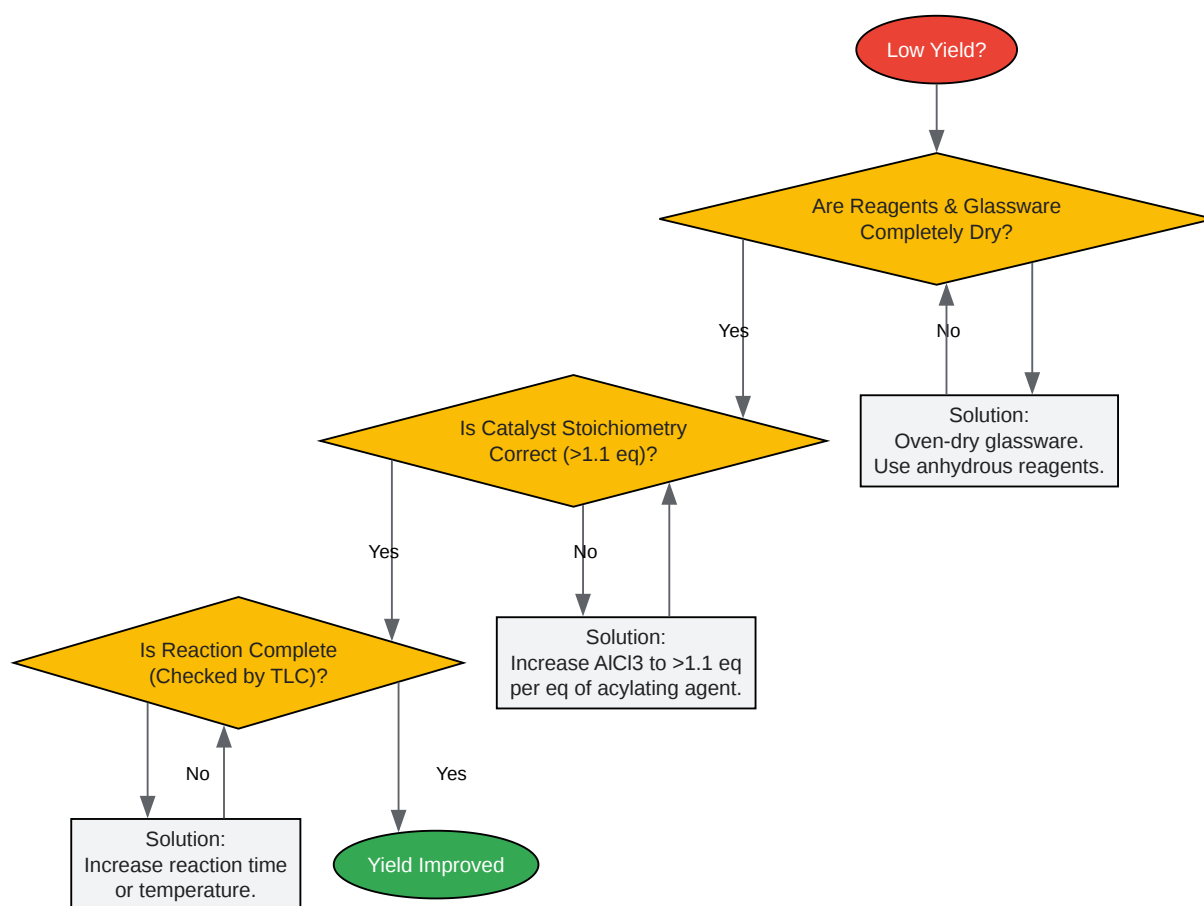 Low Yield?
Are Reagents & Glassware
Completely Dry?
Yes
No
Solution:
Oven-dry glassware.
Use anhydrous reagents.
Is Catalyst Stoichiometry
Correct (>1.1 eq)?
Yes
No
Solution:
Increase AlCl3 to >1.1 eq
per eq of acylating agent.
Is Reaction Complete
(Checked by TLC)?
No
Yes
Solution:
Increase reaction time
or temperature.
Yield Improved